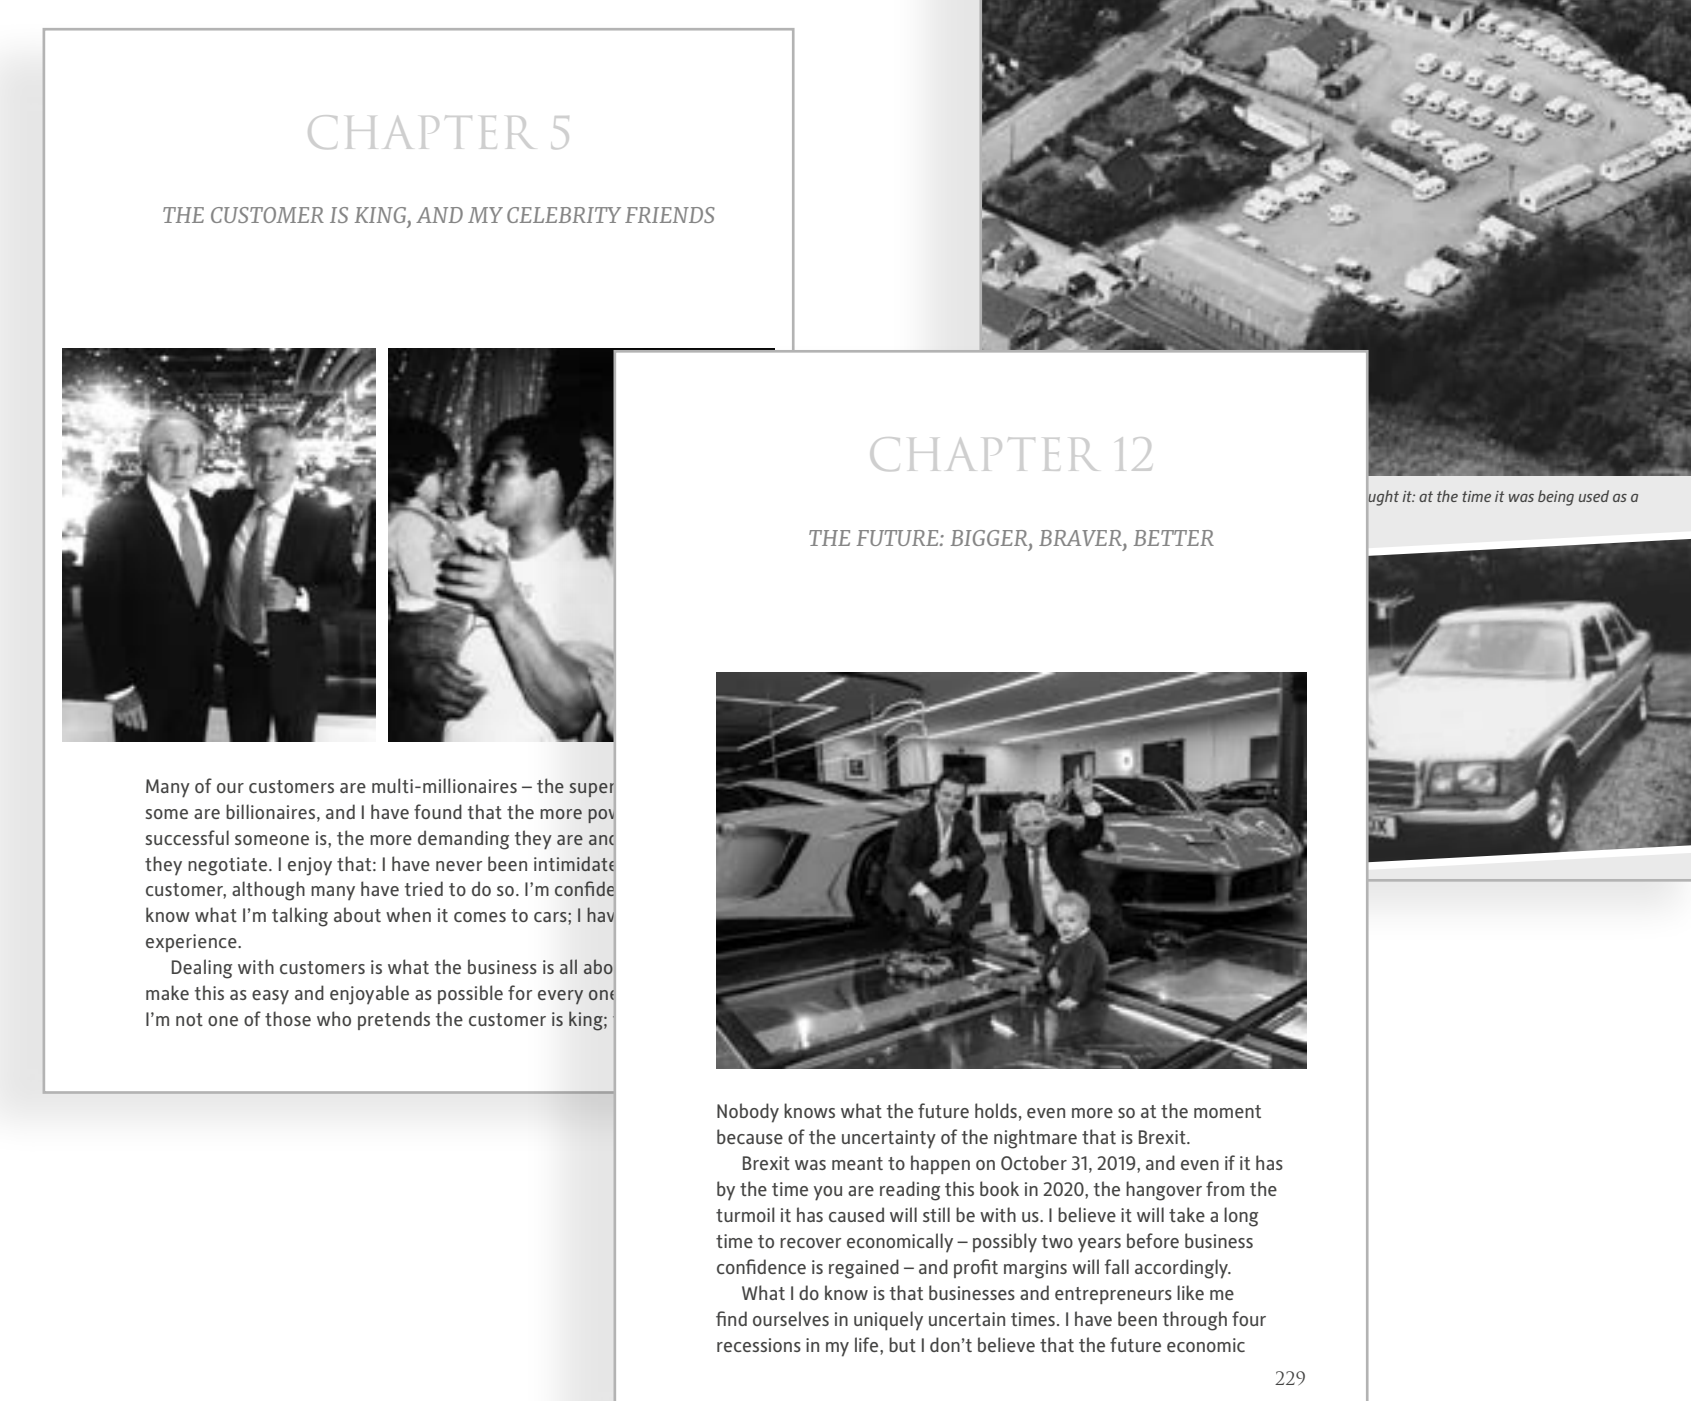 CHAPTER 5
THE CUSTOMER IS KING, AND MY CELEBRITY FRIENDS
Many of our customers are multi-millionaires – the super
some are billionaires, and I have found that the more
successful someone is, the more demanding they are
they negotiate. I enjoy that: I have never been
customer, although many have tried to do so. I'm
know what I'm talking about when it comes to cars; I
experience.
Dealing with customers is what the business is all
make this as easy and enjoyable as possible for every
I'm not one of those who pretends the customer is king;
CHAPTER 12
THE FUTURE: BIGGER, BRAVER, BETTER
Nobody knows what the future holds, even more so at the moment
because of the uncertainty of the nightmare that is Brexit.
Brexit was meant to happen on October 31, 2019, and even if it has
by the time you are reading this book in 2020, the hangover from the
turmoil it has caused will still be with us. I believe it will take a long
time to recover economically – possibly two years before business
confidence is regained – and profit margins will fall accordingly.
What I do know is that businesses and entrepreneurs like me
find ourselves in uniquely uncertain times. I have been through four
recessions in my life, but I don't believe that the future economic
229
it: at the time it was being used as a